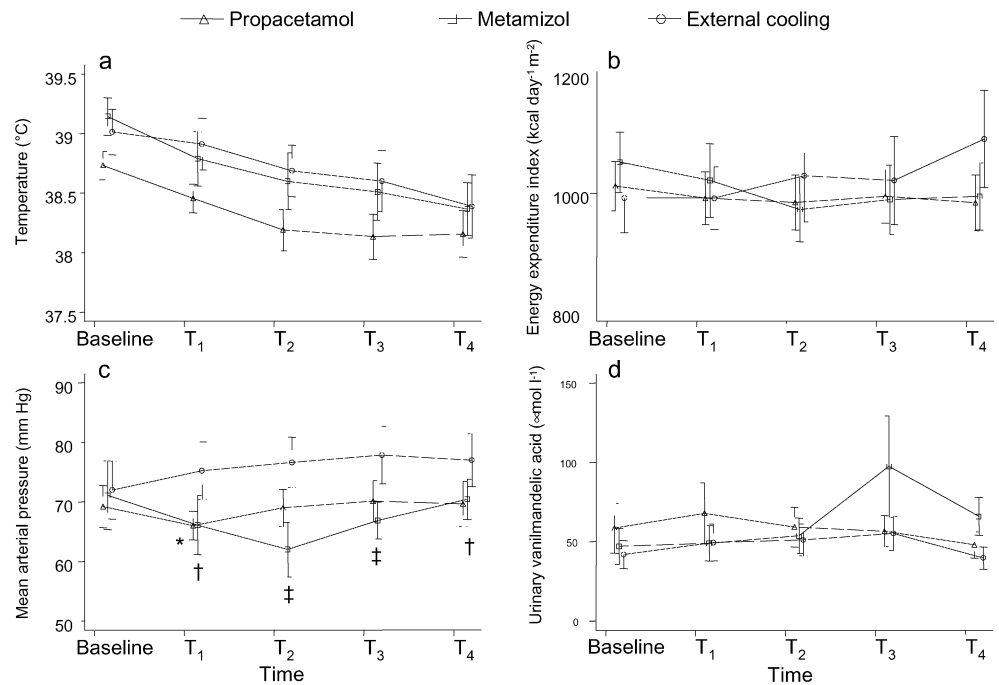 Propacetamol Metamizol External cooling
a
Temperature (°C)
39.5
39
38.5
38
37.5
Baseline T1 T2 T3 T4
b
Energy expenditure index (kcal day-1 m-2)
1200
1000
800
Baseline T1 T2 T3 T4
c
Mean arterial pressure (mm Hg)
90
80
70
60
50
* † ‡ ‡ †
Baseline T1 T2 T3 T4
Time
d
Urinary vanilmandelic acid (∝mol l-1)
150
100
50
0
Baseline T1 T2 T3 T4
Time